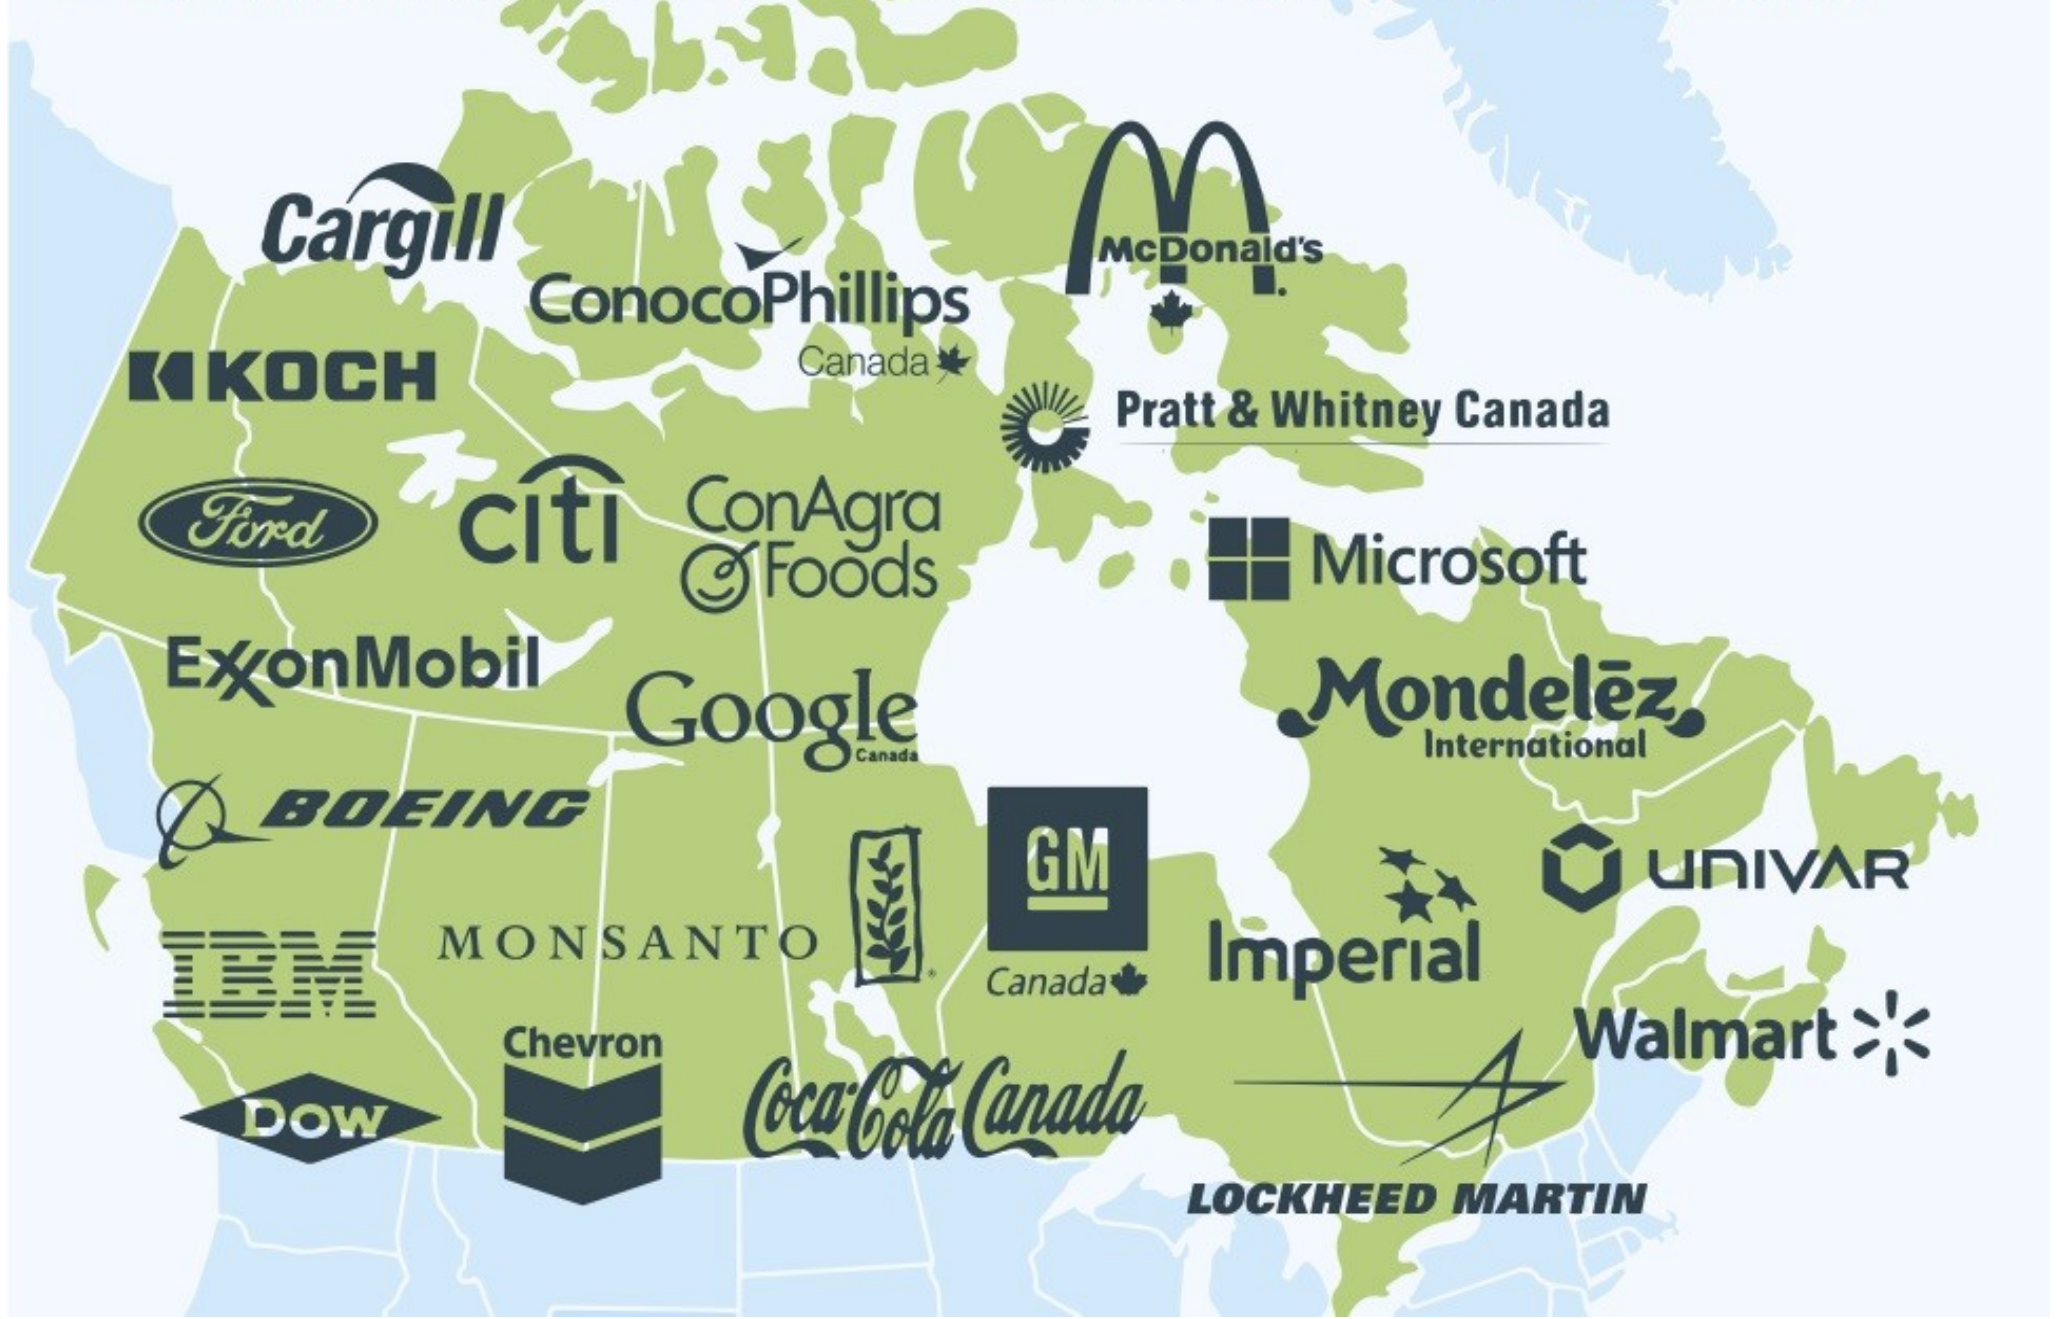 Cargill
McDonald's
ConocoPhillips
Canada
KOCH
Pratt & Whitney Canada
Ford
citi
ConAgra
Foods
Microsoft
ExxonMobil
Google
Canada
Mondelēz
International
BOEING
GM
Canada
UNIVAR
IBM
MONSANTO
Imperial
Walmart
Chevron
Dow
Coca-Cola Canada
LOCKHEED MARTIN